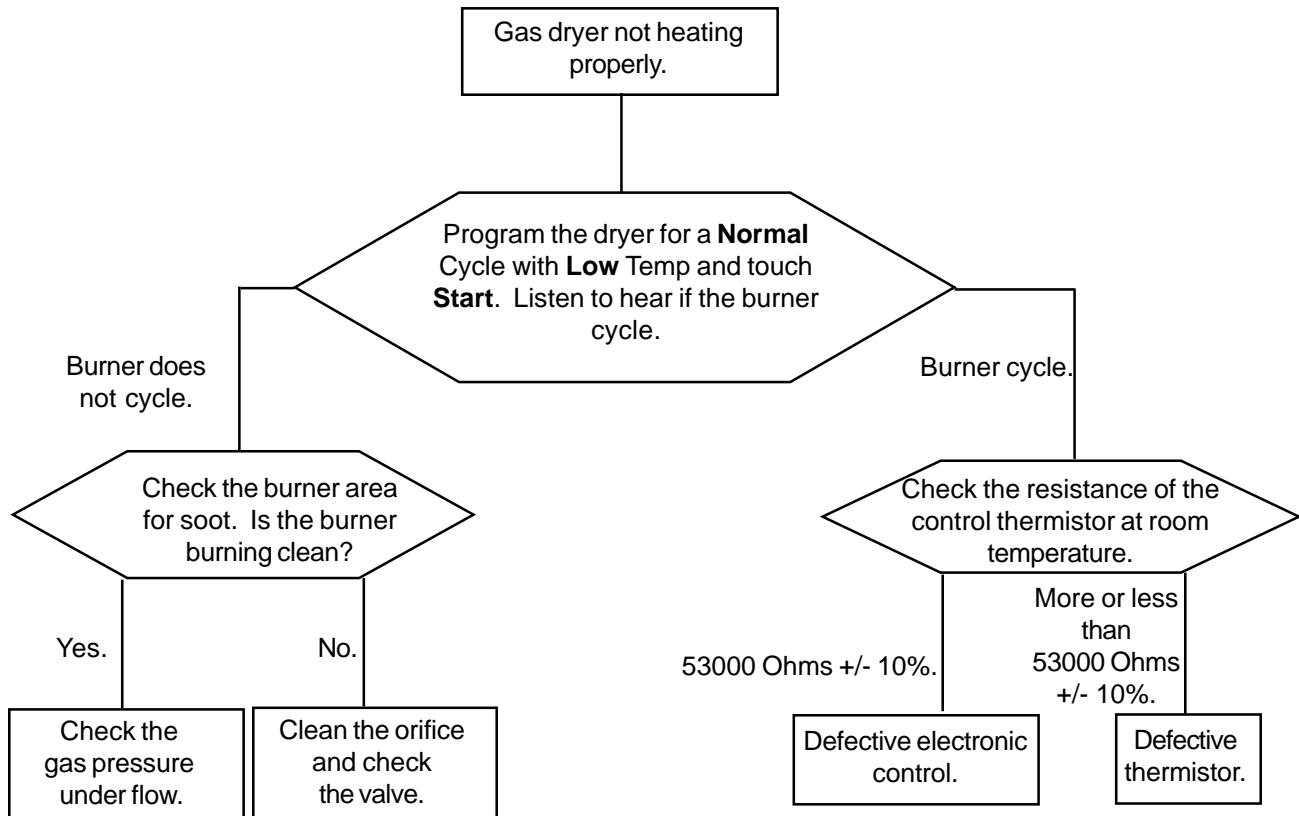 Gas dryer not heating
properly.
Program the dryer for a Normal
Cycle with Low Temp and touch
Start. Listen to hear if the burner
cycle.
Burner does
not cycle.
Burner cycle.
Check the burner area
for soot. Is the burner
burning clean?
Check the resistance of the
control thermistor at room
temperature.
Yes.
No.
53000 Ohms +/- 10%.
More or less
than
53000 Ohms
+/- 10%.
Check the
gas pressure
under flow.
Clean the orifice
and check
the valve.
Defective electronic
control.
Defective
thermistor.